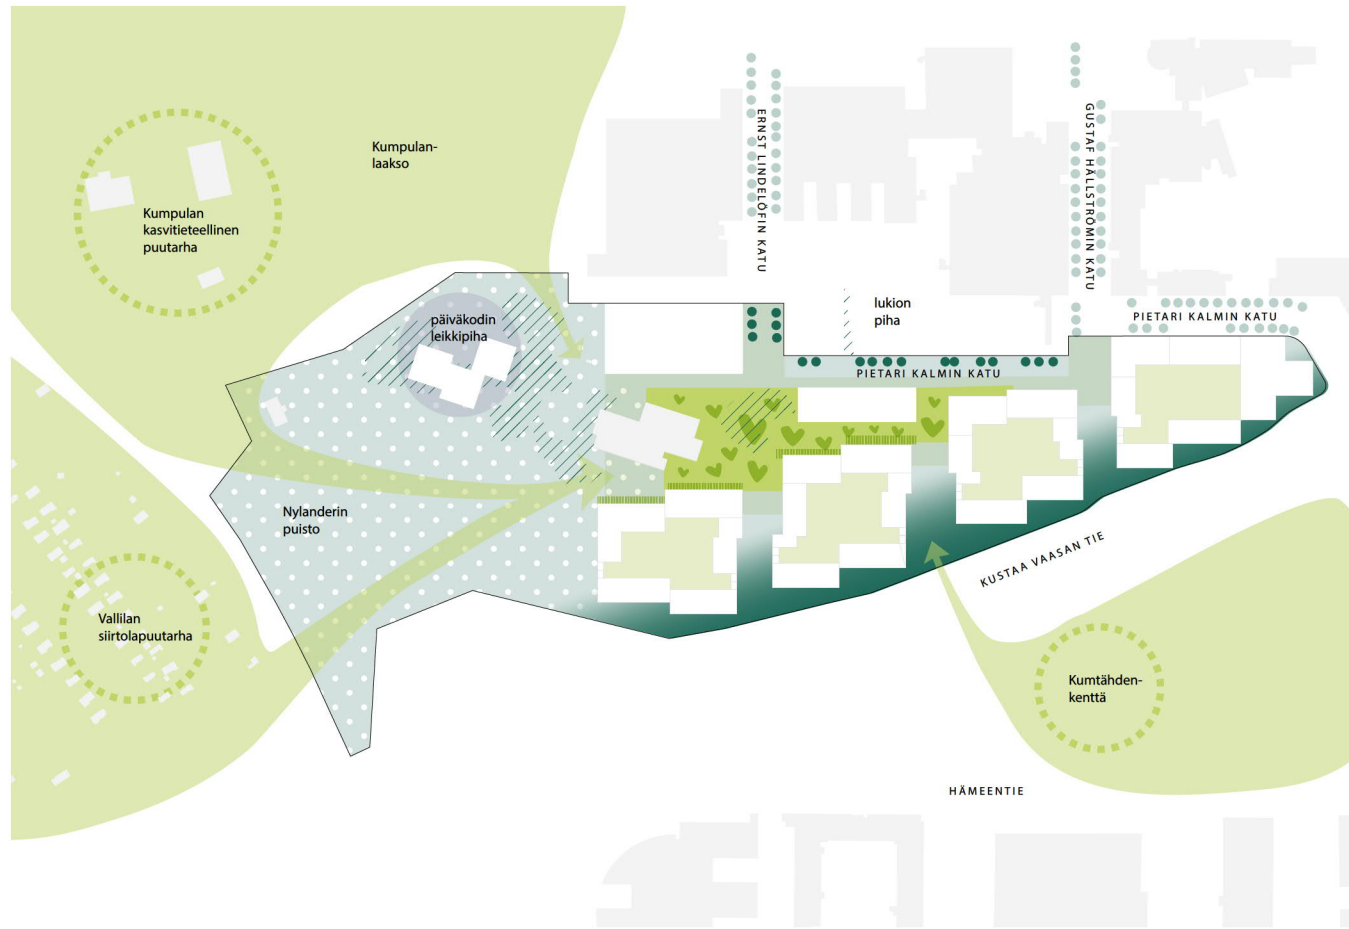 Kumpulan-
laakso
Kumpulan
kasvitieteellinen
puutarha
ERNST LINDELÖFIN KATU
GUSTAF HÄLLSTRÖMIN KATU
lukion
piha
PIETARI KALMIN KATU
päiväkodin
leikkipiha
PIETARI KALMIN KATU
Nylanderin
puisto
KUSTAA VAASAN TIE
Vallilan
siirtolapuutarha
Kumtähden-
kenttä
HÄMEENTIE